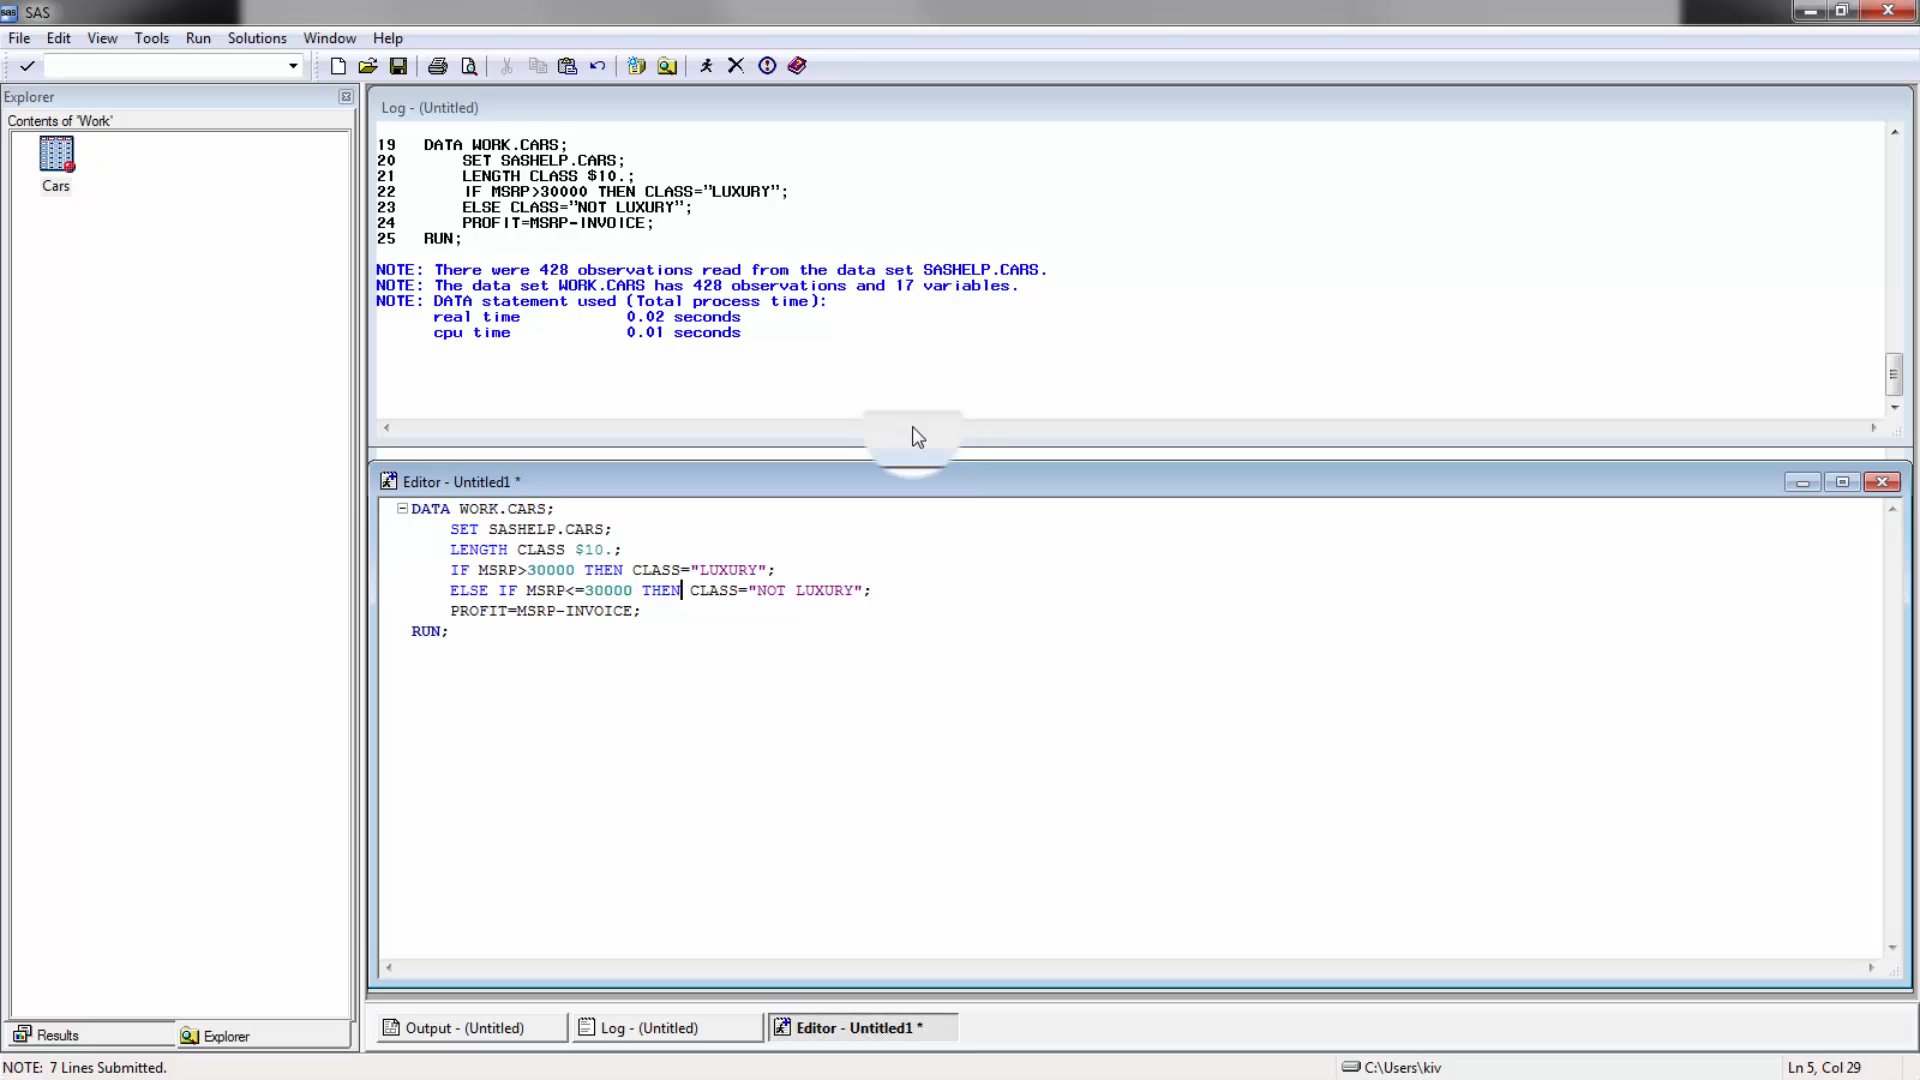 sas SAS
File Edit View Tools Run Solutions Window Help
Explorer
Contents of 'Work'
Cars
Log - (Untitled)
19 DATA WORK.CARS;
20 SET SASHELP.CARS;
21 LENGTH CLASS $10.;
22 IF MSRP>30000 THEN CLASS="LUXURY";
23 ELSE CLASS="NOT LUXURY";
24 PROFIT=MSRP-INVOICE;
25 RUN;
NOTE: There were 428 observations read from the data set SASHELP.CARS.
NOTE: The data set WORK.CARS has 428 observations and 17 variables.
NOTE: DATA statement used (Total process time):
real time 0.02 seconds
cpu time 0.01 seconds
Editor - Untitled1 *
DATA WORK.CARS;
SET SASHELP.CARS;
LENGTH CLASS $10.;
IF MSRP>30000 THEN CLASS="LUXURY";
ELSE IF MSRP<=30000 THEN CLASS="NOT LUXURY";
PROFIT=MSRP-INVOICE;
RUN;
Results Explorer
Output - (Untitled) Log - (Untitled) Editor - Untitled1 *
NOTE: 7 Lines Submitted. C:\Users\kiv Ln 5, Col 29